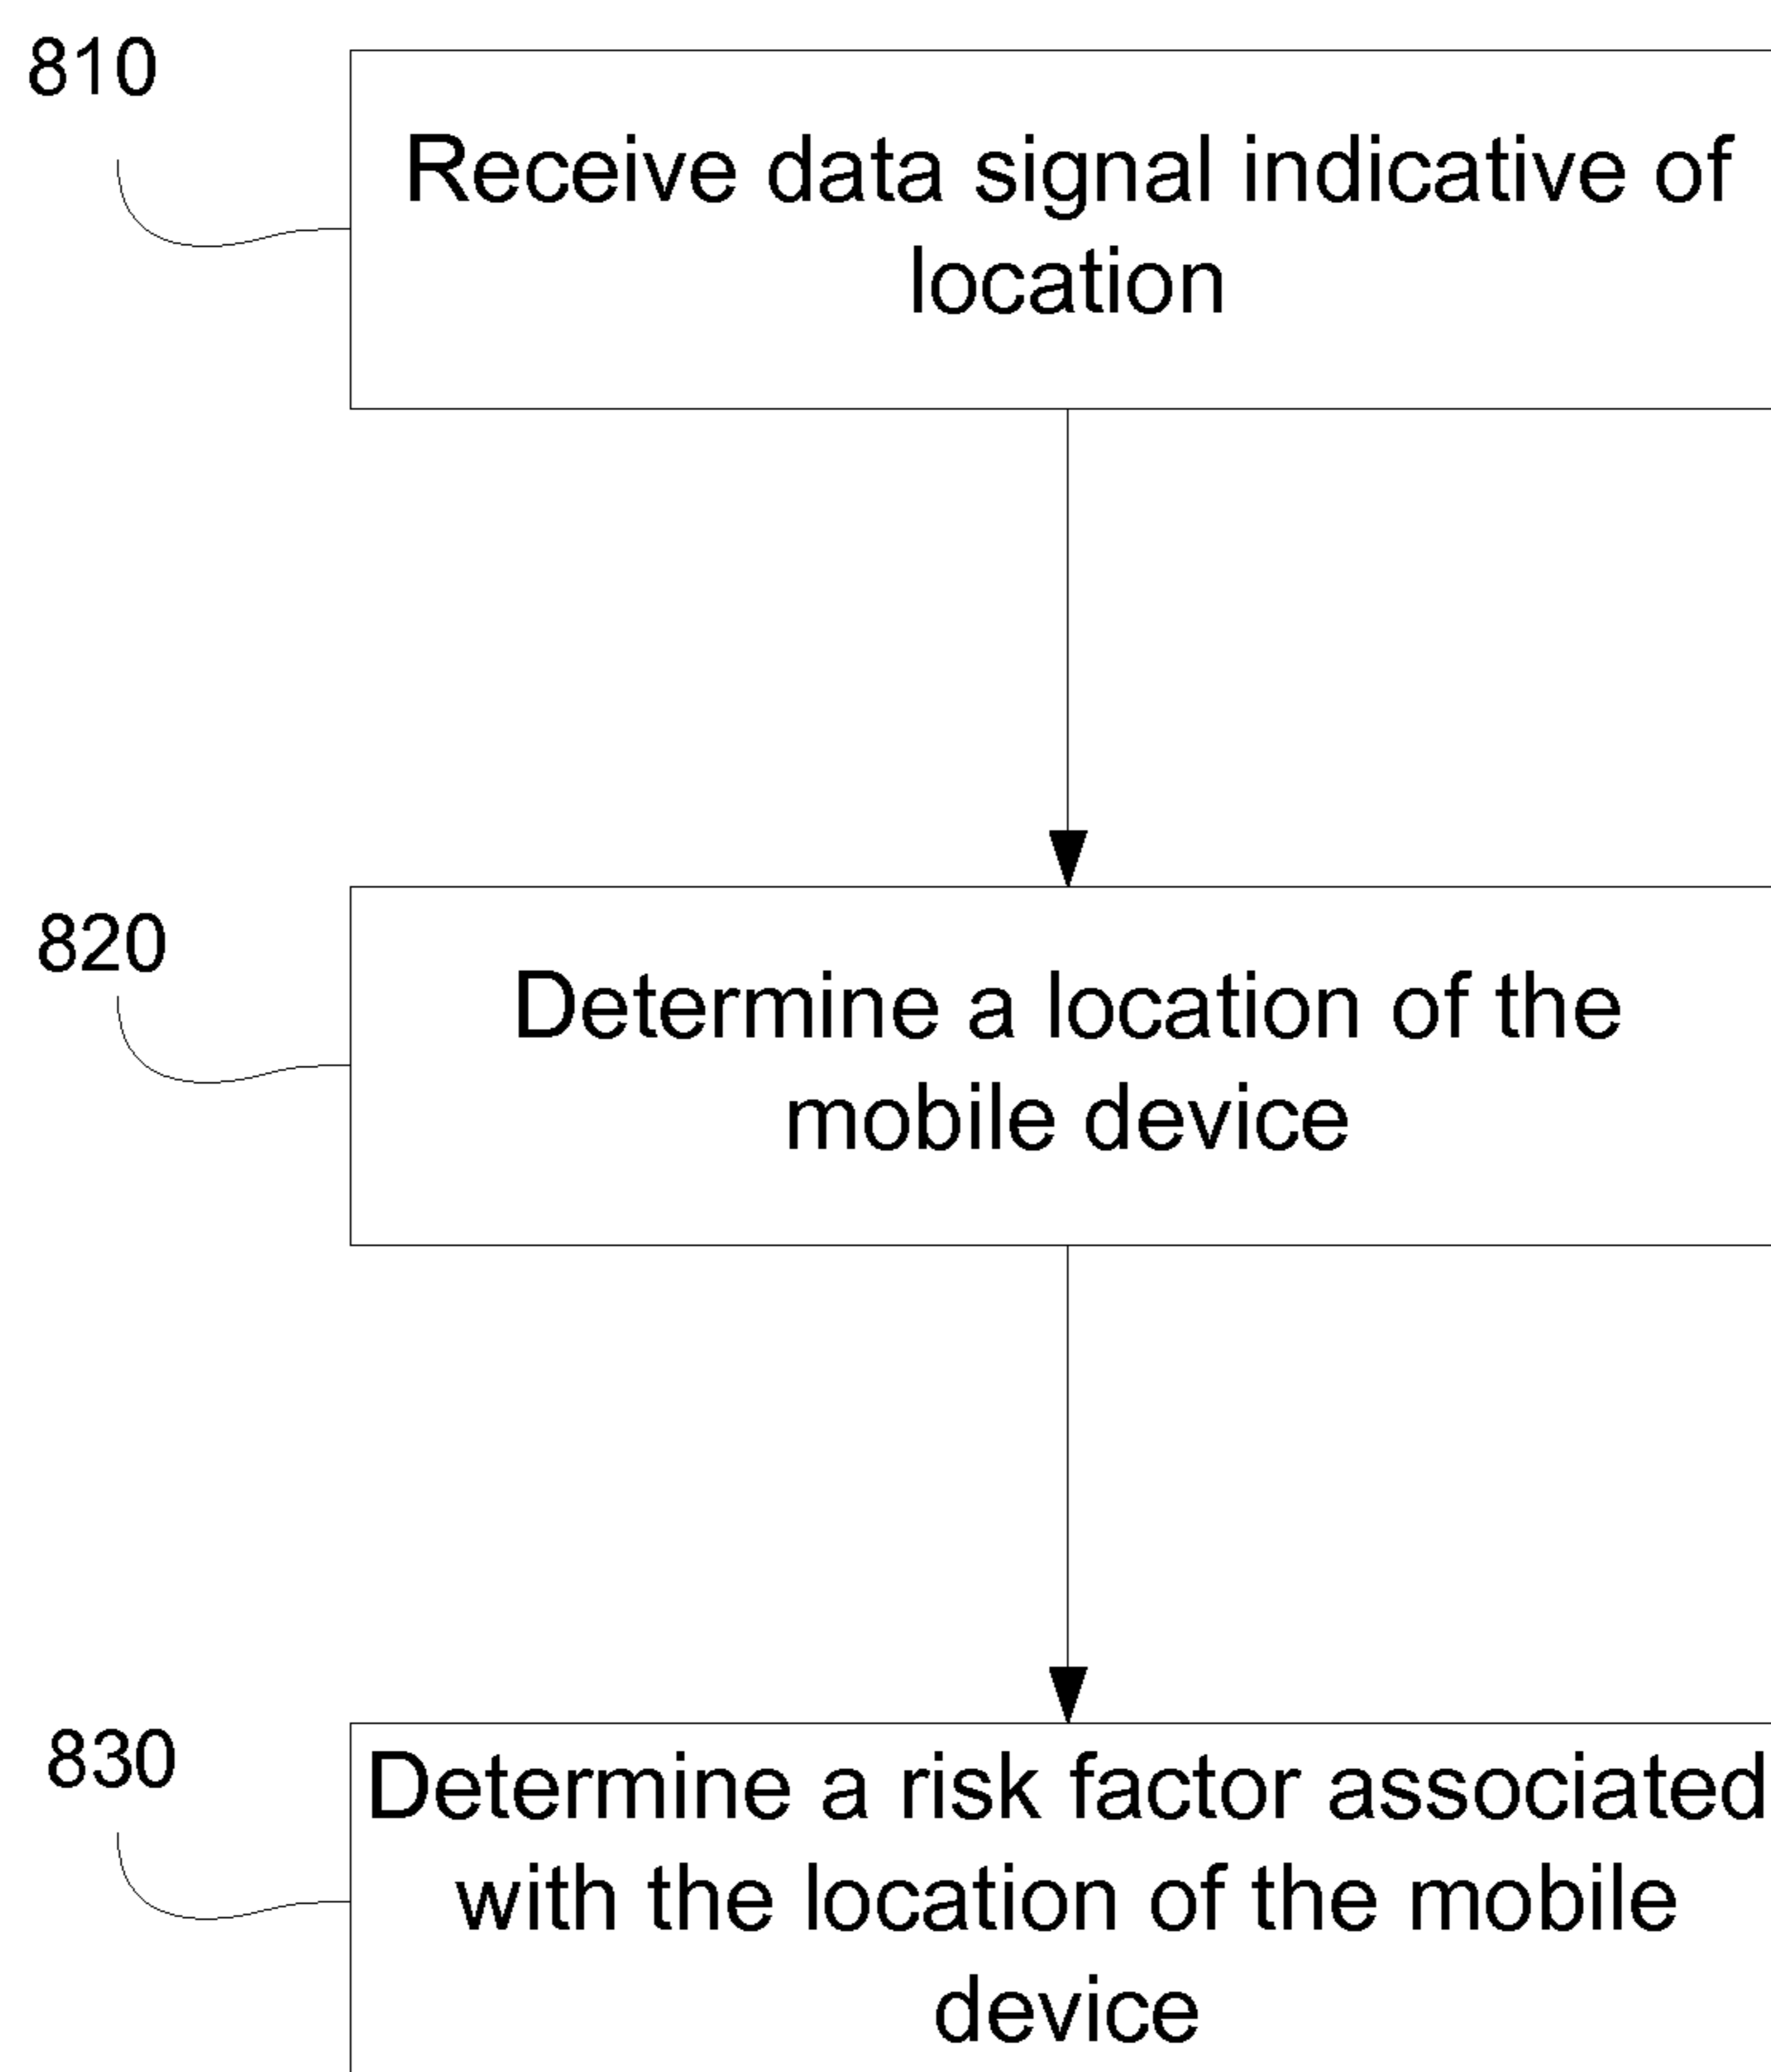 810
Receive data signal indicative of
location
820
Determine a location of the
mobile device
830
Determine a risk factor associated
with the location of the mobile
device